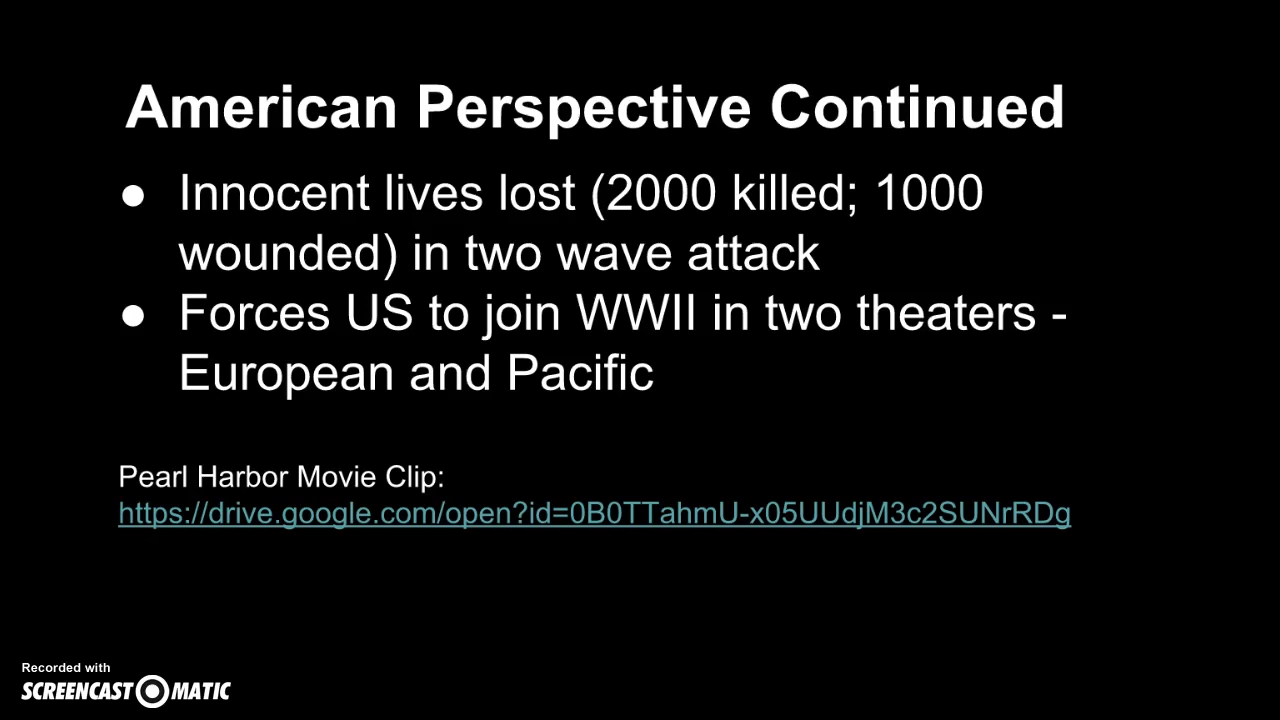 American Perspective Continued
● Innocent lives lost (2000 killed; 1000
wounded) in two wave attack
● Forces US to join WWII in two theaters -
European and Pacific
Pearl Harbor Movie Clip:
https://drive.google.com/open?id=0B0TTahmU-x05UUdjM3c2SUNrRDg
Recorded with
SCREENCAST MATIC